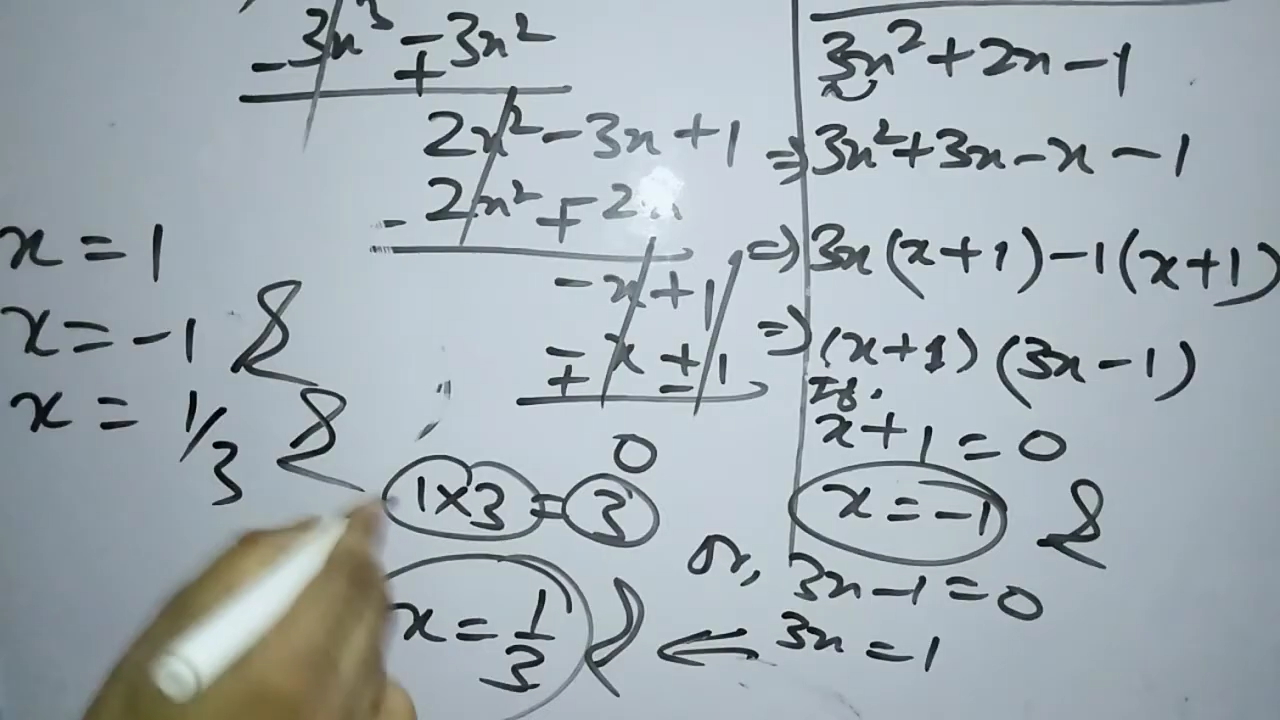 - 3x³ ∓ 3x²
2x² - 3x + 1
- 2x² ∓ 2x
- x + 1
∓ x ± 1
0
x = 1
x = -1 &
x = 1/3 &
1 × 3 = 3
x = 1/3
3x² + 2x - 1
⇒ 3x² + 3x - x - 1
⇒ 3x(x + 1) - 1(x + 1)
⇒ (x + 1) (3x - 1)
If.
x + 1 = 0
x = -1 &
or, 3x - 1 = 0
⇐ 3x = 1